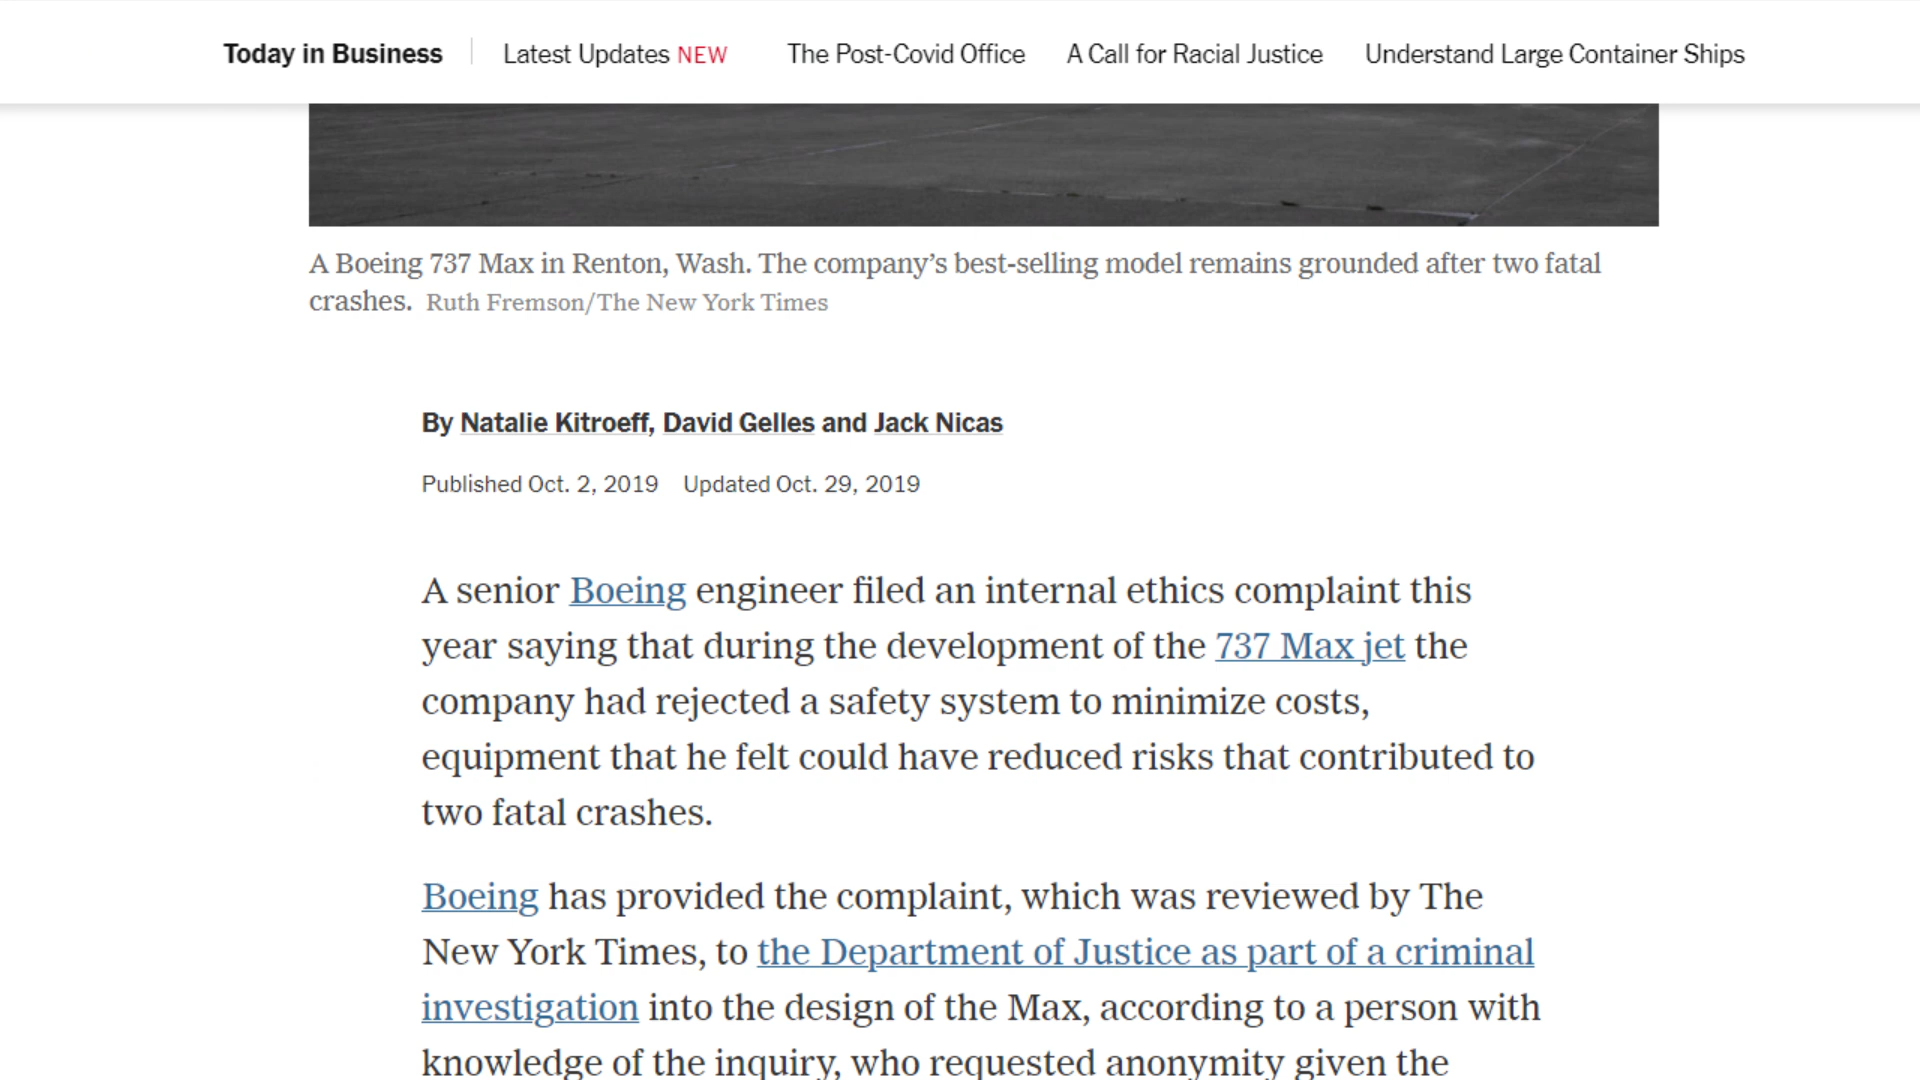 Today in Business Latest Updates NEW The Post-Covid Office A Call for Racial Justice Understand Large Container Ships
A Boeing 737 Max in Renton, Wash. The company’s best-selling model remains grounded after two fatal
crashes. Ruth Fremson/The New York Times
By Natalie Kitroeff, David Gelles and Jack Nicas
Published Oct. 2, 2019 Updated Oct. 29, 2019
A senior Boeing engineer filed an internal ethics complaint this
year saying that during the development of the 737 Max jet the
company had rejected a safety system to minimize costs,
equipment that he felt could have reduced risks that contributed to
two fatal crashes.
Boeing has provided the complaint, which was reviewed by The
New York Times, to the Department of Justice as part of a criminal
investigation into the design of the Max, according to a person with
knowledge of the inquiry, who requested anonymity given the